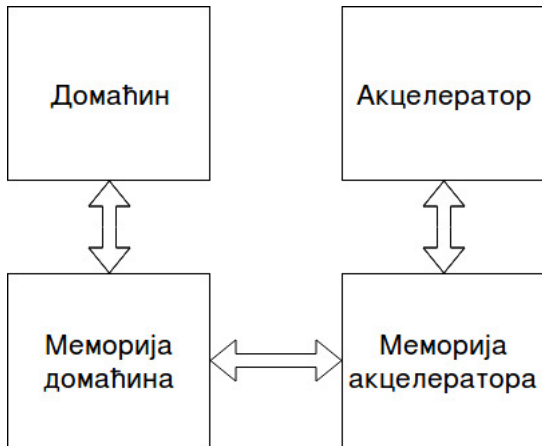 Домаћин
Акцелератор
Меморија
домаћина
Меморија
акцелератора